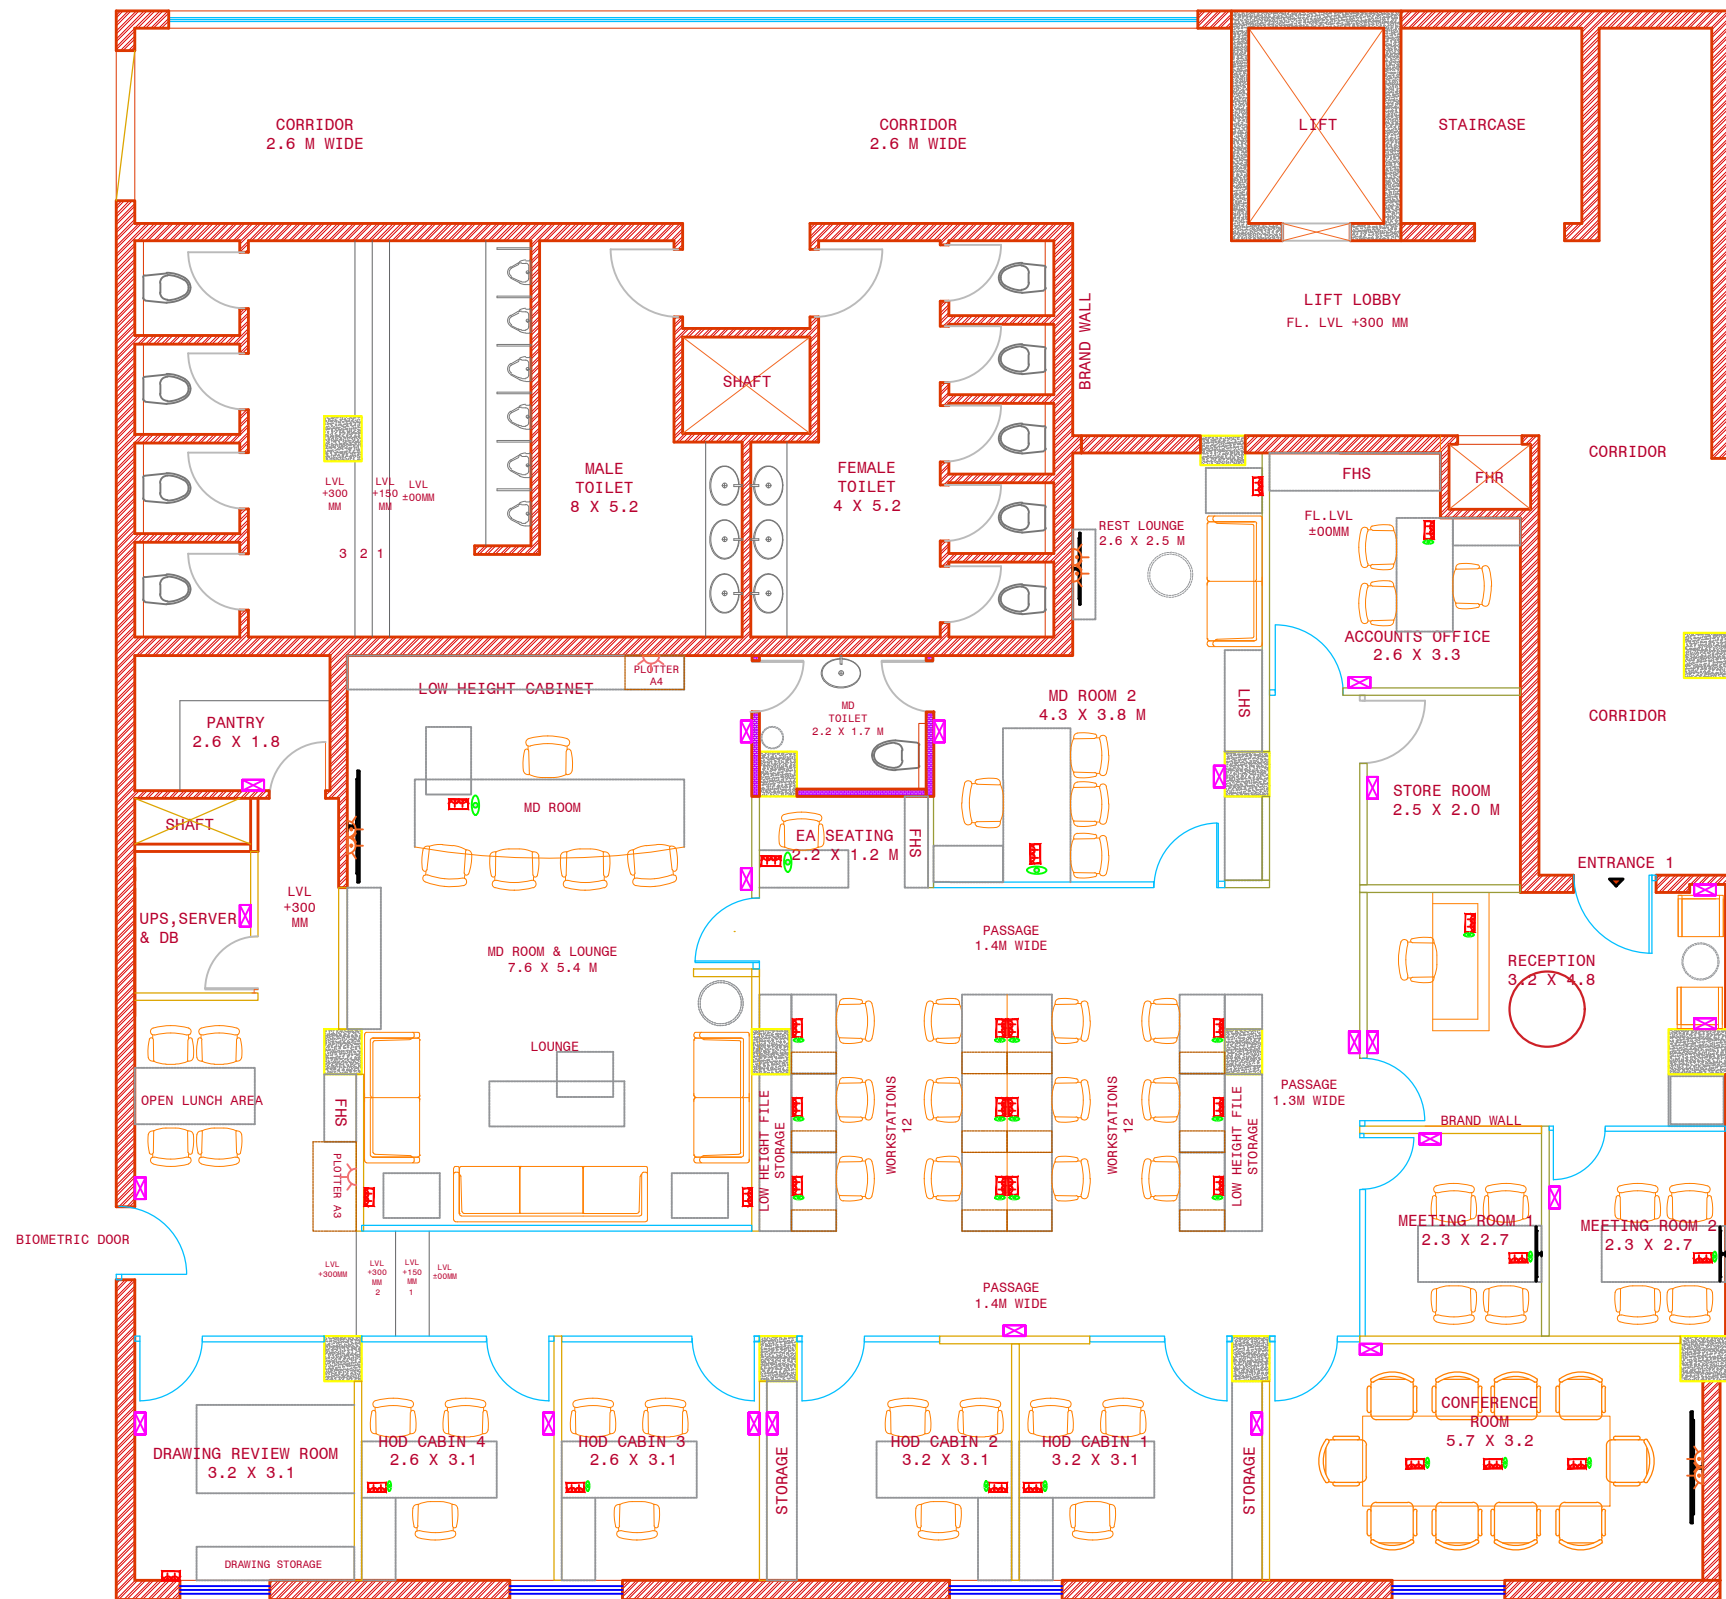 CORRIDOR
2.6 M WIDE
CORRIDOR
2.6 M WIDE
LIFT
STAIRCASE
LIFT LOBBY
FL. LVL +300 MM
BRAND WALL
SHAFT
CORRIDOR
MALE
TOILET
8 X 5.2
FEMALE
TOILET
4 X 5.2
LVL
+300
MM
LVL
+150
MM
LVL
±00MM
3 2 1
FHS
FHR
REST LOUNGE
2.6 X 2.5 M
FL.LVL
±00MM
ACCOUNTS OFFICE
2.6 X 3.3
PLOTTER
A4
LOW HEIGHT CABINET
PANTRY
2.6 X 1.8
MD
TOILET
2.2 X 1.7 M
MD ROOM 2
4.3 X 3.8 M
LHS
CORRIDOR
STORE ROOM
2.5 X 2.0 M
MD ROOM
SHAFT
EA SEATING
2.2 X 1.2 M
FHS
ENTRANCE 1
LVL
+300
MM
UPS,SERVER
& DB
MD ROOM & LOUNGE
7.6 X 5.4 M
PASSAGE
1.4M WIDE
RECEPTION
3.2 X 4.8
LOUNGE
OPEN LUNCH AREA
FHS
PLOTTER A3
LOW HEIGHT FILE
STORAGE
WORKSTATIONS
12
WORKSTATIONS
12
LOW HEIGHT FILE
STORAGE
PASSAGE
1.3M WIDE
BRAND WALL
MEETING ROOM 1
2.3 X 2.7
MEETING ROOM 2
2.3 X 2.7
BIOMETRIC DOOR
LVL
+300MM
LVL
+300
MM
2
LVL
+150
MM
1
LVL
±00MM
PASSAGE
1.4M WIDE
DRAWING REVIEW ROOM
3.2 X 3.1
HOD CABIN 4
2.6 X 3.1
HOD CABIN 3
2.6 X 3.1
STORAGE
HOD CABIN 2
3.2 X 3.1
HOD CABIN 1
3.2 X 3.1
STORAGE
CONFERENCE
ROOM
5.7 X 3.2
DRAWING STORAGE